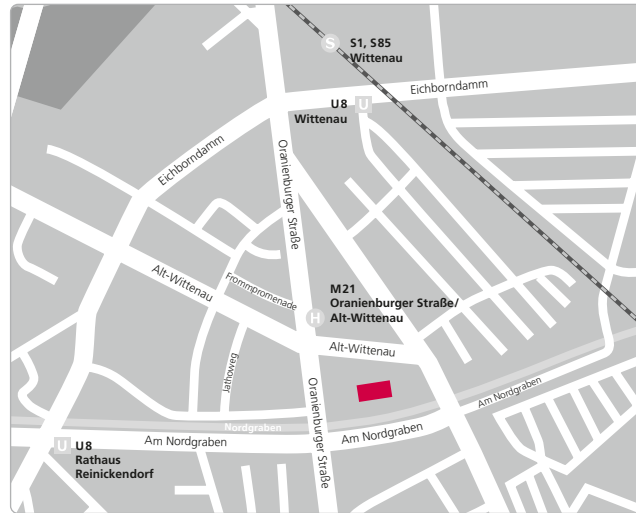 S
S1, S85
Wittenau
Eichborndamm
U8
Wittenau
U
Eichborndamm
Oranienburger Straße
Alt-Wittenau
Frommpromenade
M21
Oranienburger Straße/
Alt-Wittenau
H
Alt-Wittenau
Jathoweg
Oranienburger Straße
Am Nordgraben
Nordgraben
Am Nordgraben
Am Nordgraben
U
U8
Rathaus
Reinickendorf